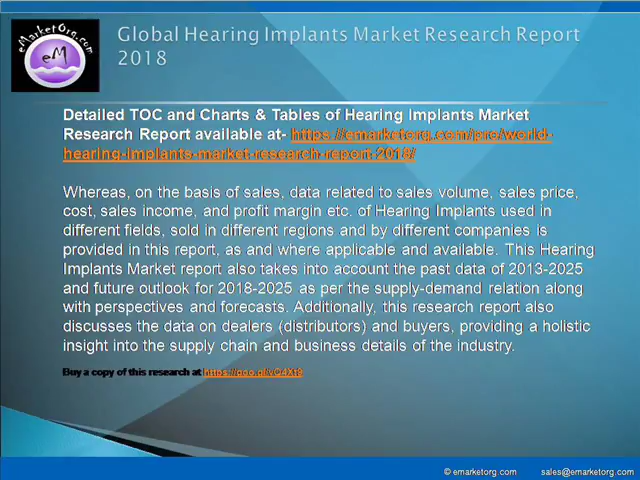 eMarketOrg.com
eM
Global Hearing Implants Market Research Report
2018
Detailed TOC and Charts & Tables of Hearing Implants Market
Research Report available at- https://emarketorg.com/pro/world-
hearing-implants-market-research-report-2018/
Whereas, on the basis of sales, data related to sales volume, sales price,
cost, sales income, and profit margin etc. of Hearing Implants used in
different fields, sold in different regions and by different companies is
provided in this report, as and where applicable and available. This Hearing
Implants Market report also takes into account the past data of 2013-2025
and future outlook for 2018-2025 as per the supply-demand relation along
with perspectives and forecasts. Additionally, this research report also
discusses the data on dealers (distributors) and buyers, providing a holistic
insight into the supply chain and business details of the industry.
Buy a copy of this research at
© emarketorg.com sales@emarketorg.com